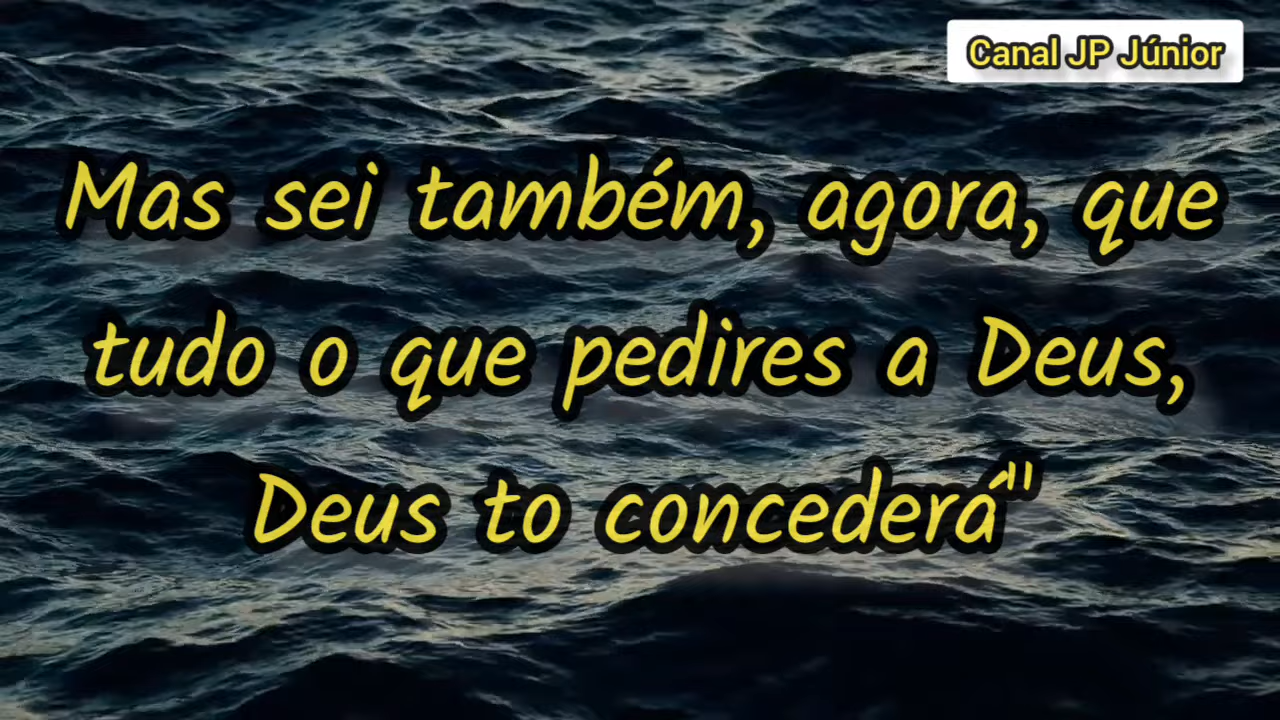 Canal JP Júnior
Mas sei também, agora, que
tudo o que pedires a Deus,
Deus to concederá"